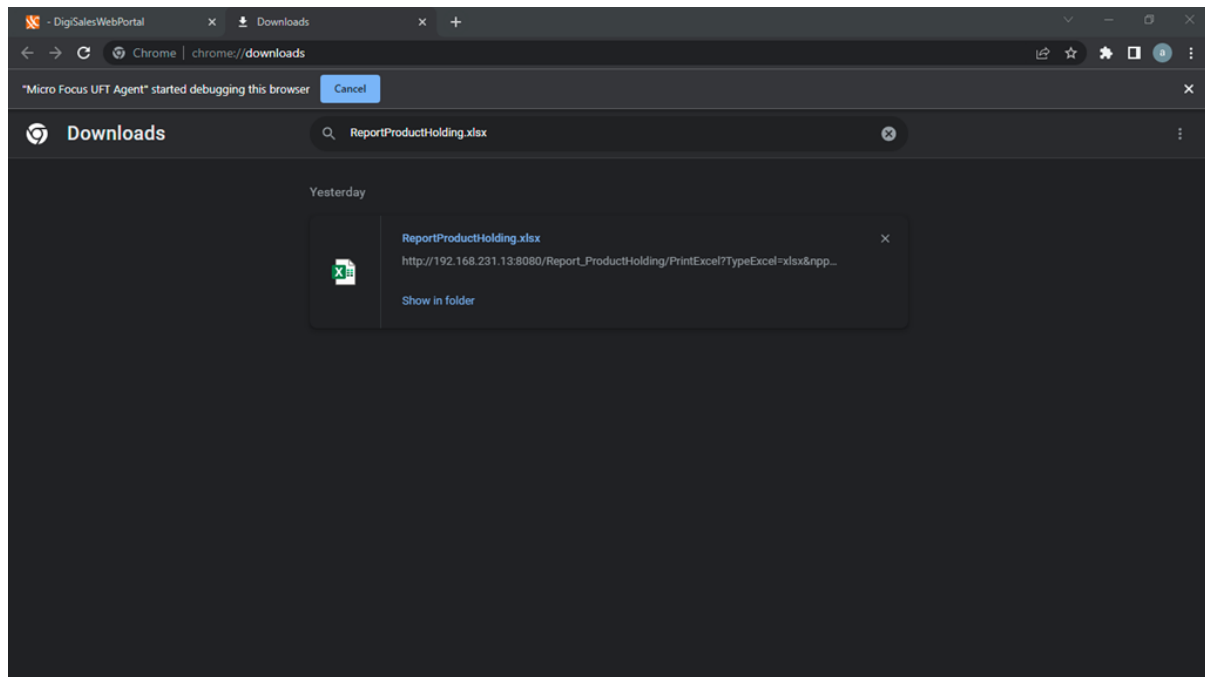 - DigiSalesWebPortal
Downloads
Chrome | chrome://downloads
a
"Micro Focus UFT Agent" started debugging this browser
Cancel
Downloads
ReportProductHolding.xlsx
Yesterday
ReportProductHolding.xlsx
http://192.168.231.13:8080/Report_ProductHolding/PrintExcel?TypeExcel=xlsx&npp...
Show in folder